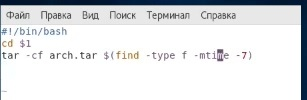 Файл Правка Вид Поиск Терминал Справка
#!/bin/bash
cd $1
tar -cf arch.tar $(find -type f -mtime -7)
~